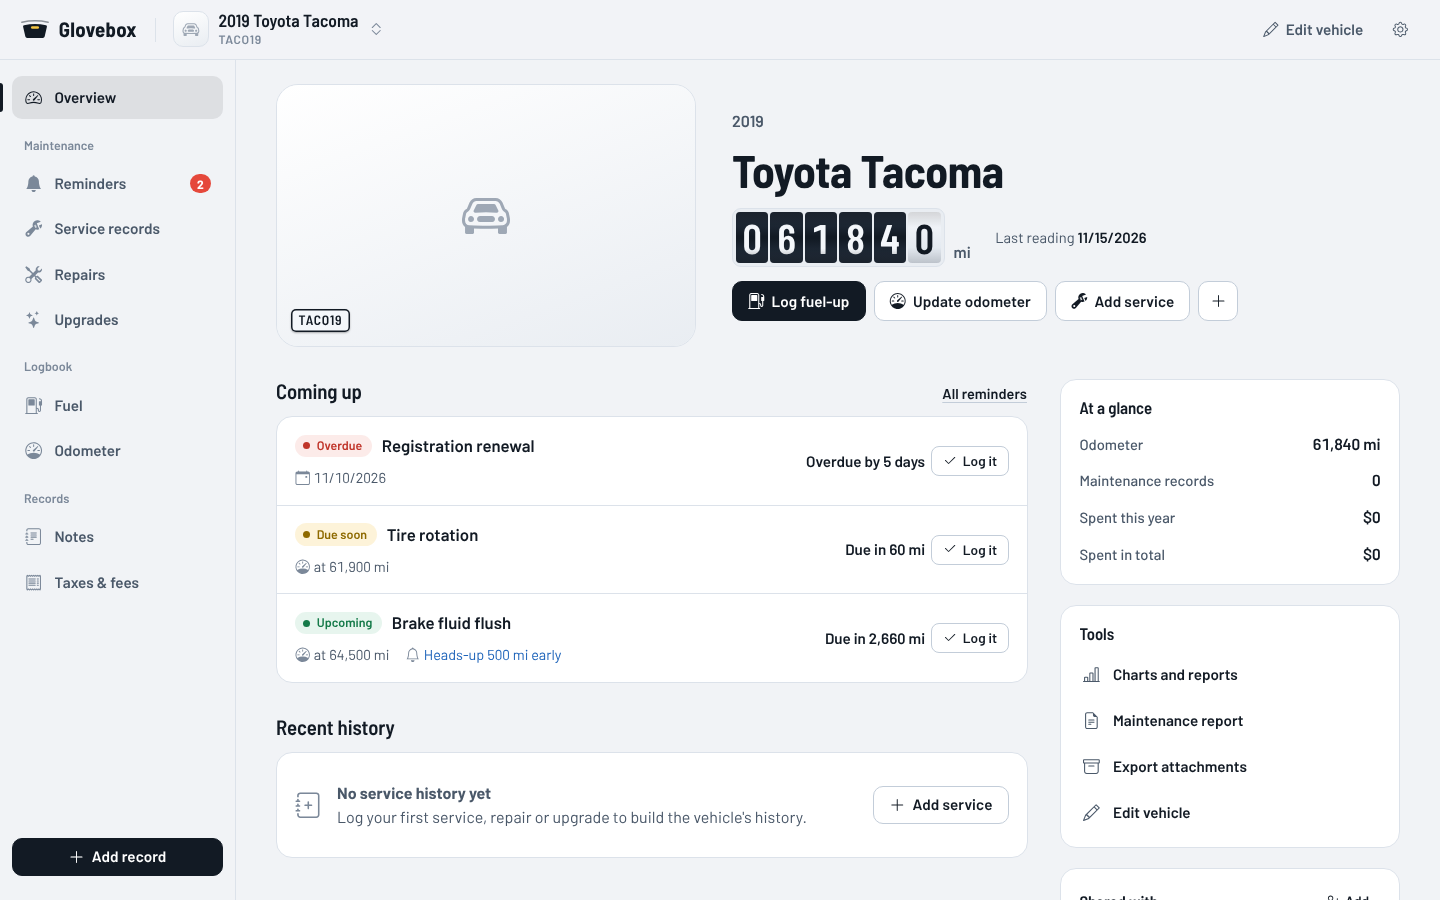 Glovebox
2019 Toyota Tacoma
TACO19
Edit vehicle
Overview
Maintenance
Reminders 2
Service records
Repairs
Upgrades
Logbook
Fuel
Odometer
Records
Notes
Taxes & fees
Add record
TACO19
2019
Toyota Tacoma
061840 mi
Last reading 11/15/2026
Log fuel-up
Update odometer
Add service
Coming up
All reminders
Overdue Registration renewal
11/10/2026
Overdue by 5 days Log it
Due soon Tire rotation
at 61,900 mi
Due in 60 mi Log it
Upcoming Brake fluid flush
at 64,500 mi Heads-up 500 mi early
Due in 2,660 mi Log it
Recent history
No service history yet
Log your first service, repair or upgrade to build the vehicle's history.
Add service
At a glance
Odometer 61,840 mi
Maintenance records 0
Spent this year $0
Spent in total $0
Tools
Charts and reports
Maintenance report
Export attachments
Edit vehicle
Shared with Add